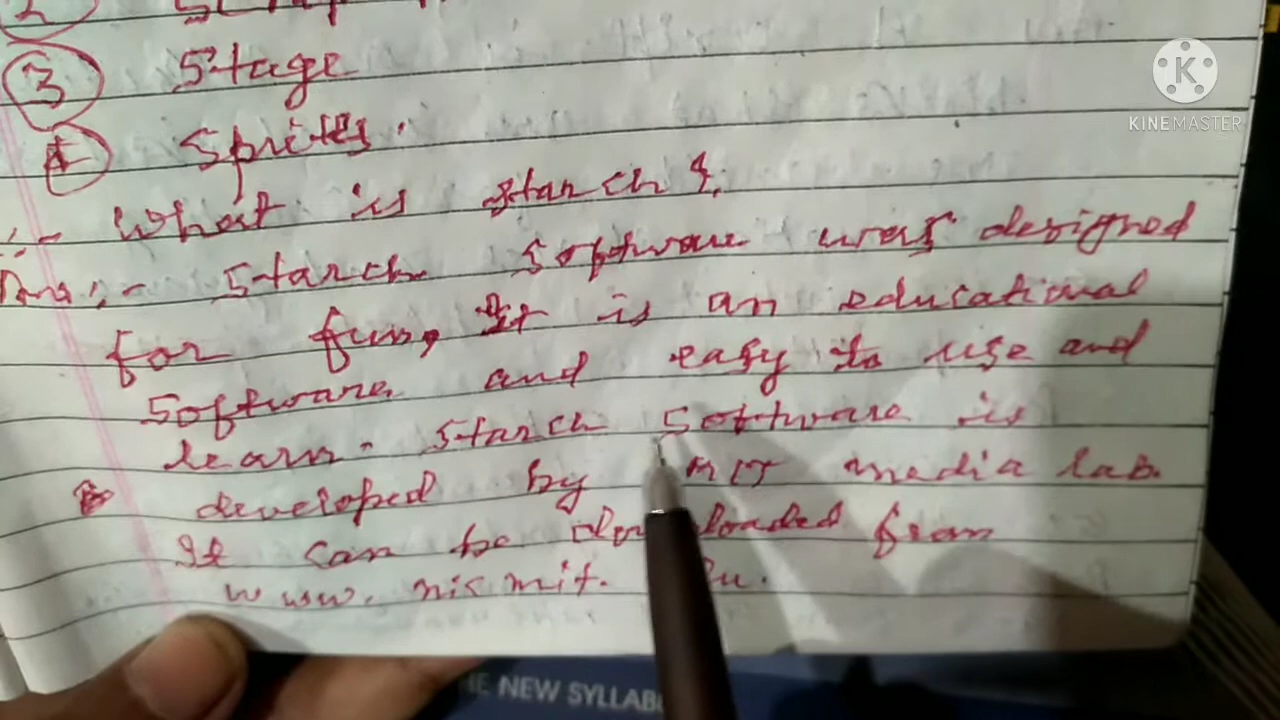 2
3 Stage
4 Sprites.
:- What is starch ?
Ans :- Starch software was designed
for fun, It is an educational
software and easy to use and
learn. Starch software is
developed by MIT media lab.
It can be from
www. nicmit.
K
KINEMASTER
THE NEW SYLLAB